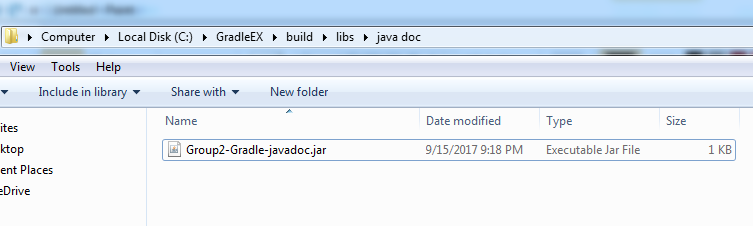 Computer Local Disk (C:) GradleEX build libs java doc
View Tools Help
Include in library Share with New folder
Name Date modified Type Size
Group2-Gradle-javadoc.jar 9/15/2017 9:18 PM Executable Jar File 1 KB
ites
sktop
ent Places
eDrive